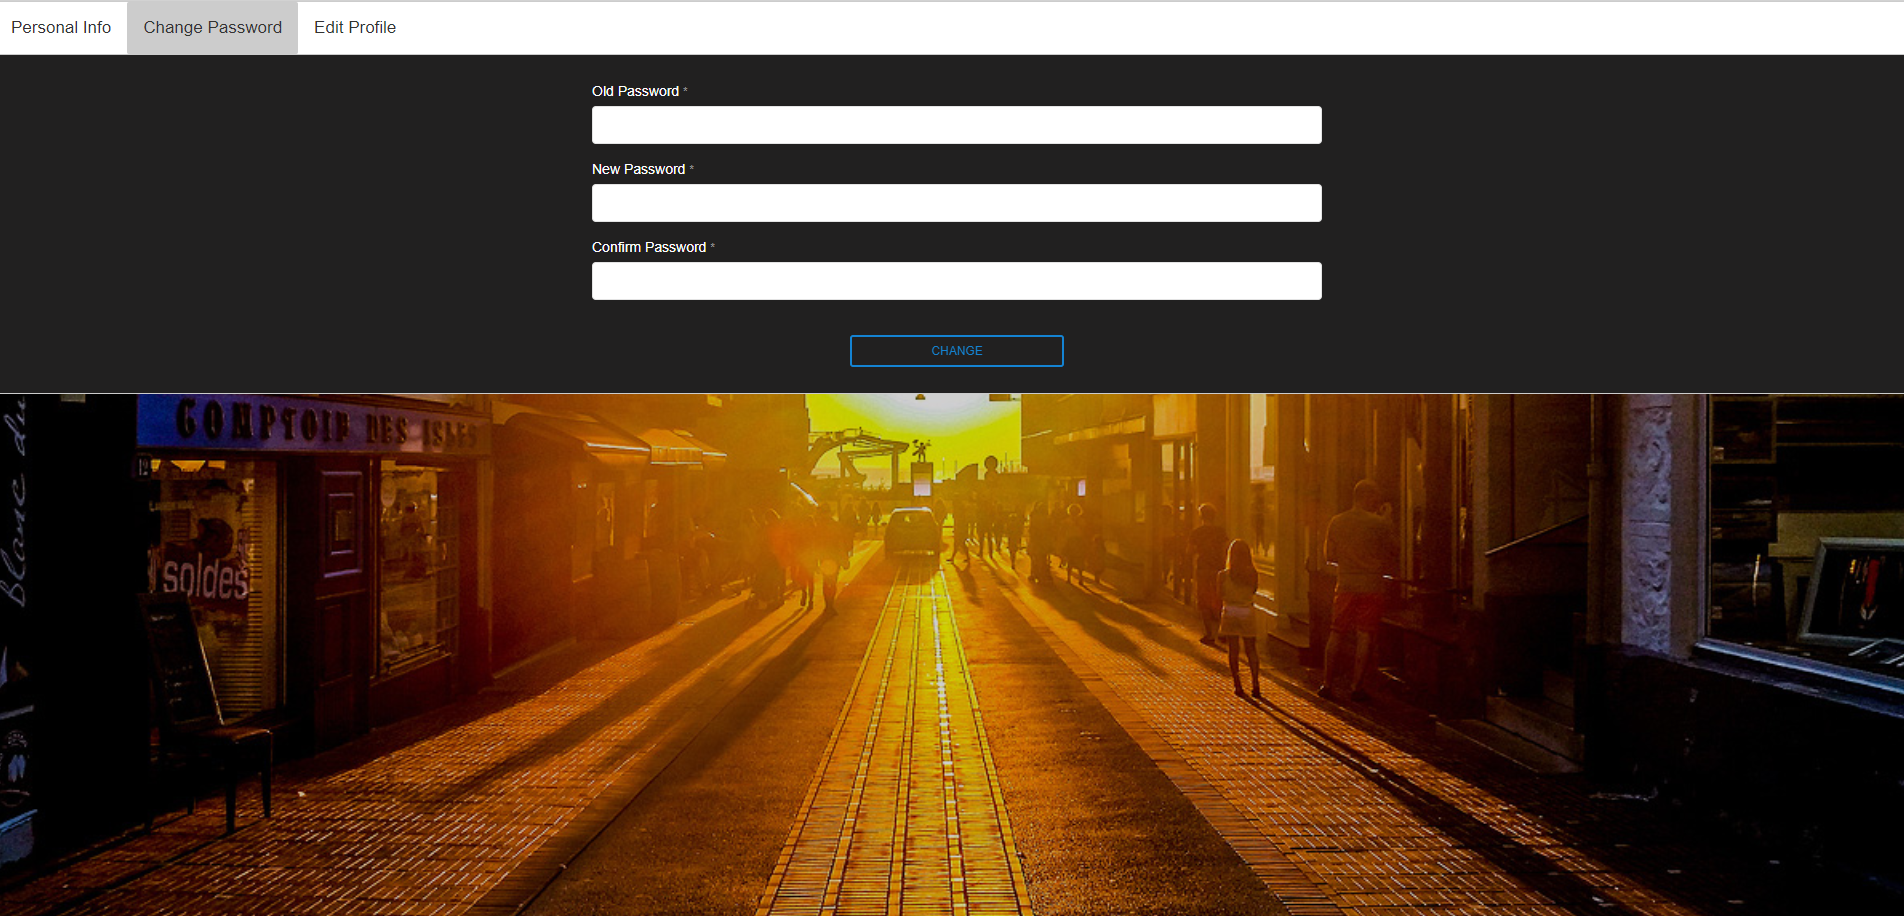 Personal Info
Change Password
Edit Profile
Old Password *
New Password *
Confirm Password *
CHANGE
COMPTOIR DES ISLES
Blanc du
soldes